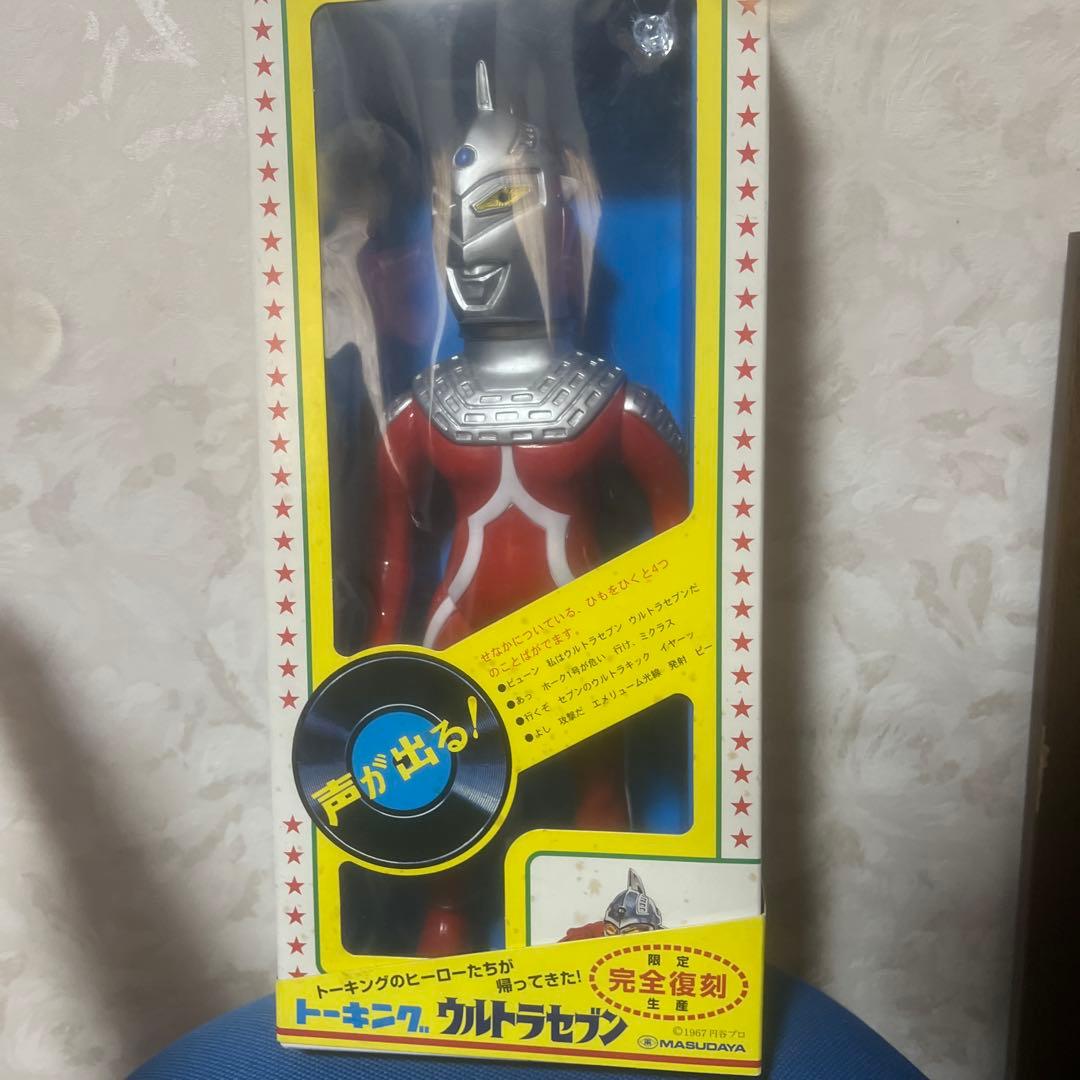 せなかについている、ひもをひくと4つ
のことばがでます。
●ビューン 私はウルトラセブン ウルトラセブンだ
●あっ ホーク1号が危い、行け、ミクラス
●行くぞ セブンのウルトラキック イヤーッ
●よし 攻撃だ エメリューム光線 発射 ビー
声が出る!
トーキングのヒーローたちが
帰ってきた!
限定
完全復刻
生産
トーキング ウルトラセブン
©1967 円谷プロ
MASUDAYA